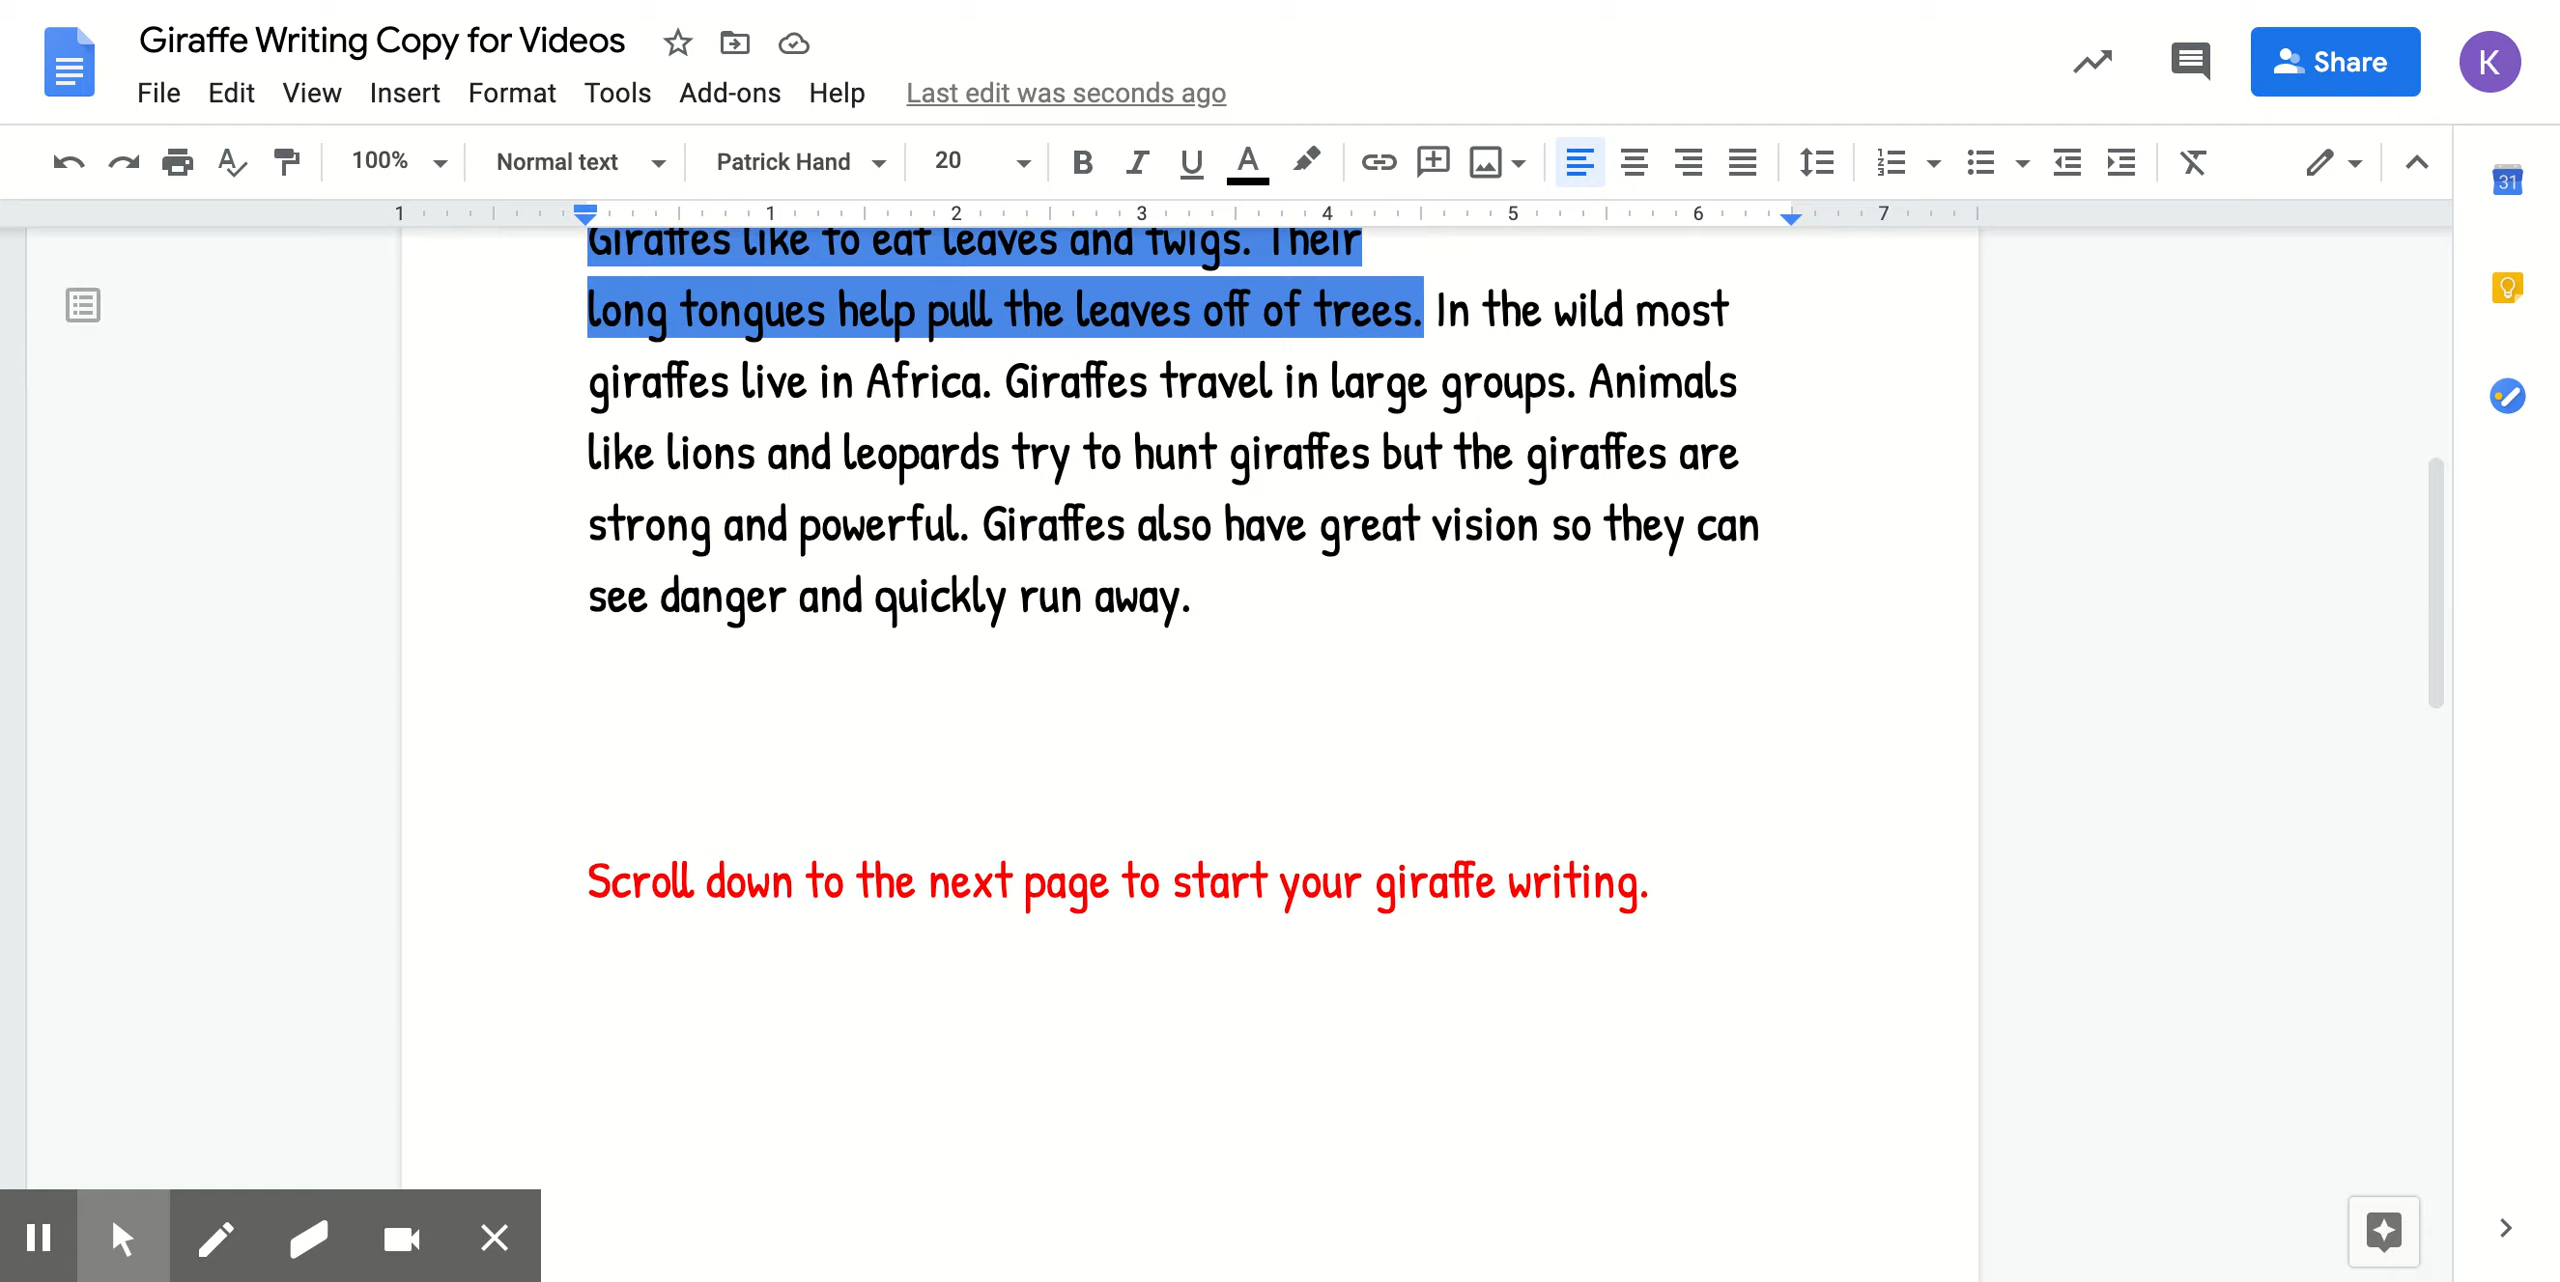 Giraffe Writing Copy for Videos
File Edit View Insert Format Tools Add-ons Help Last edit was seconds ago
Share
K
100% Normal text Patrick Hand 20 B I U A
1 1 2 3 4 5 6 7
31
Giraffes like to eat leaves and twigs. Their
long tongues help pull the leaves off of trees. In the wild most
giraffes live in Africa. Giraffes travel in large groups. Animals
like lions and leopards try to hunt giraffes but the giraffes are
strong and powerful. Giraffes also have great vision so they can
see danger and quickly run away.
Scroll down to the next page to start your giraffe writing.